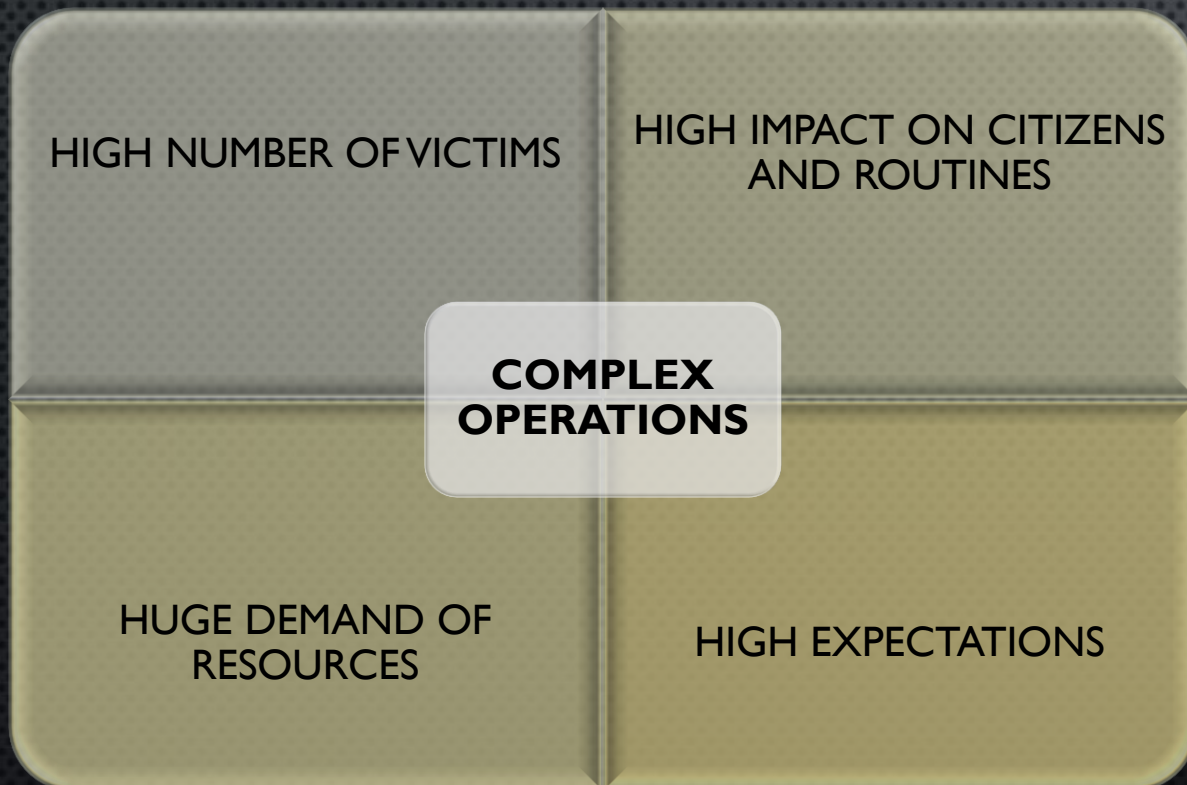 HIGH NUMBER OF VICTIMS
HIGH IMPACT ON CITIZENS
AND ROUTINES
COMPLEX
OPERATIONS
HUGE DEMAND OF
RESOURCES
HIGH EXPECTATIONS